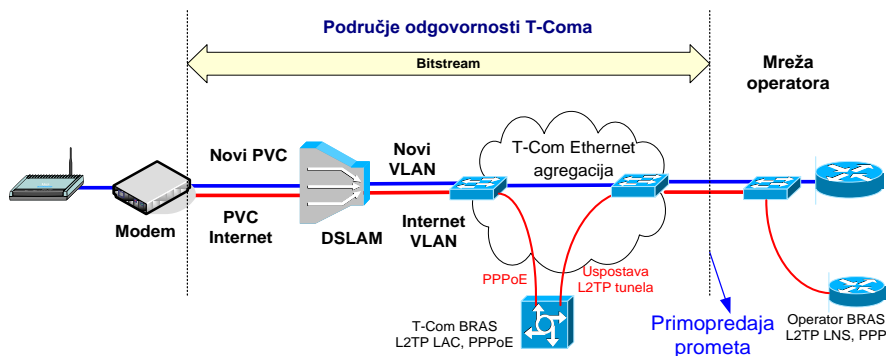 Područje odgovornosti T-Coma
Bitstream
Mreža
operatora
Novi PVC
Novi
VLAN
T-Com Ethernet
agregacija
Modem
PVC
Internet
DSLAM
Internet
VLAN
PPPoE
Uspostava
L2TP tunela
T-Com BRAS
L2TP LAC, PPPoE
Primopredaja
prometa
Operator BRAS
L2TP LNS, PPP